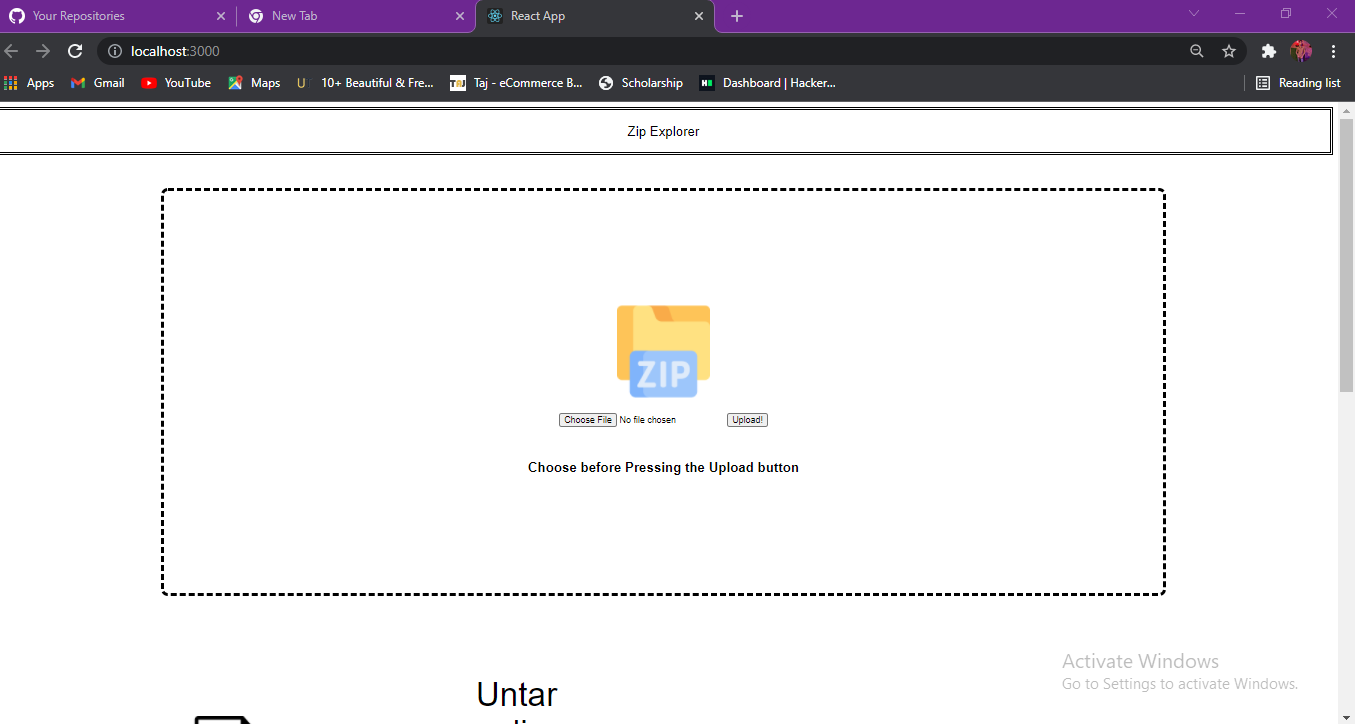 Your Repositories
New Tab
React App
localhost:3000
Apps
Gmail
YouTube
Maps
U
10+ Beautiful & Fre...
TAJ
Taj - eCommerce B...
Scholarship
H
Dashboard | Hacker...
Reading list
Zip Explorer
ZIP
Choose File No file chosen
Upload!
Choose before Pressing the Upload button
Activate Windows
Go to Settings to activate Windows.
Untar